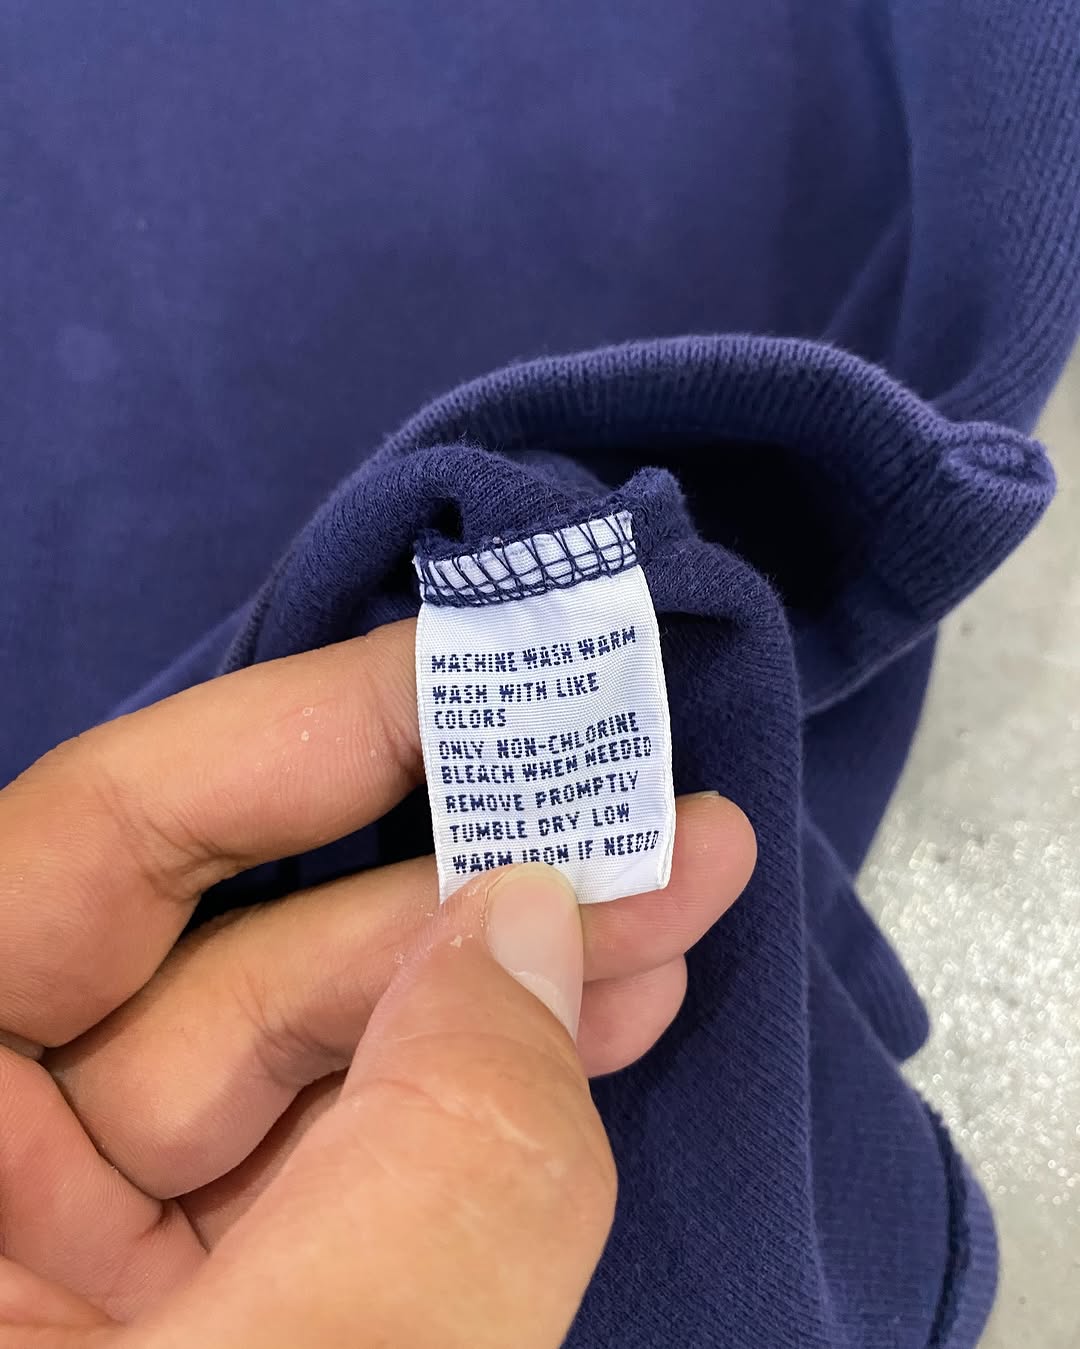 MACHINE WASH WARM
WASH WITH LIKE
COLORS
ONLY NON-CHLORINE
BLEACH WHEN NEEDED
REMOVE PROMPTLY
TUMBLE DRY LOW
WARM IRON IF NEEDED